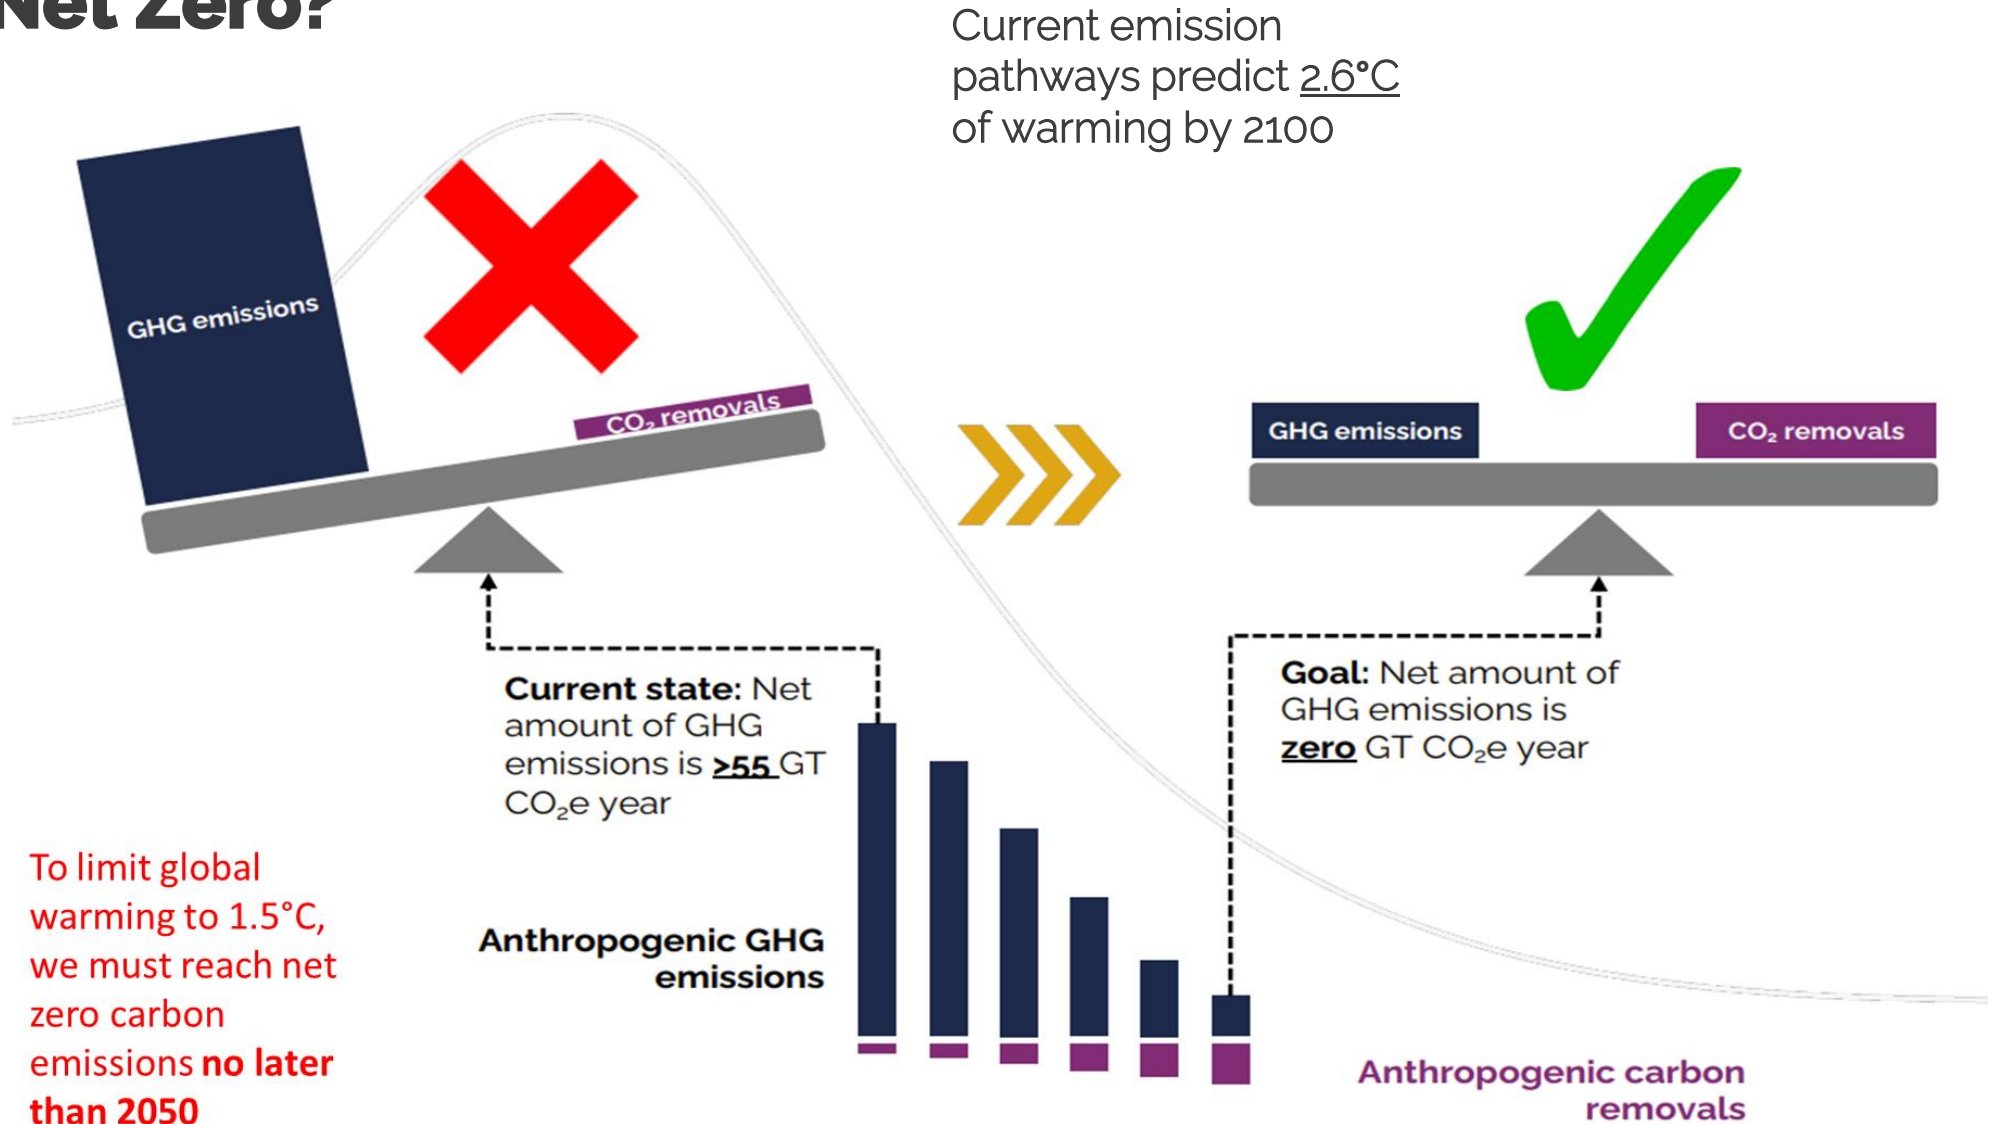 Net Zero?
Current emission
pathways predict 2.6°C
of warming by 2100
GHG emissions
CO₂ removals
GHG emissions
CO₂ removals
Current state: Net
amount of GHG
emissions is >55 GT
CO₂e year
Goal: Net amount of
GHG emissions is
zero GT CO₂e year
To limit global
warming to 1.5°C,
we must reach net
zero carbon
emissions no later
than 2050
Anthropogenic GHG
emissions
Anthropogenic carbon
removals